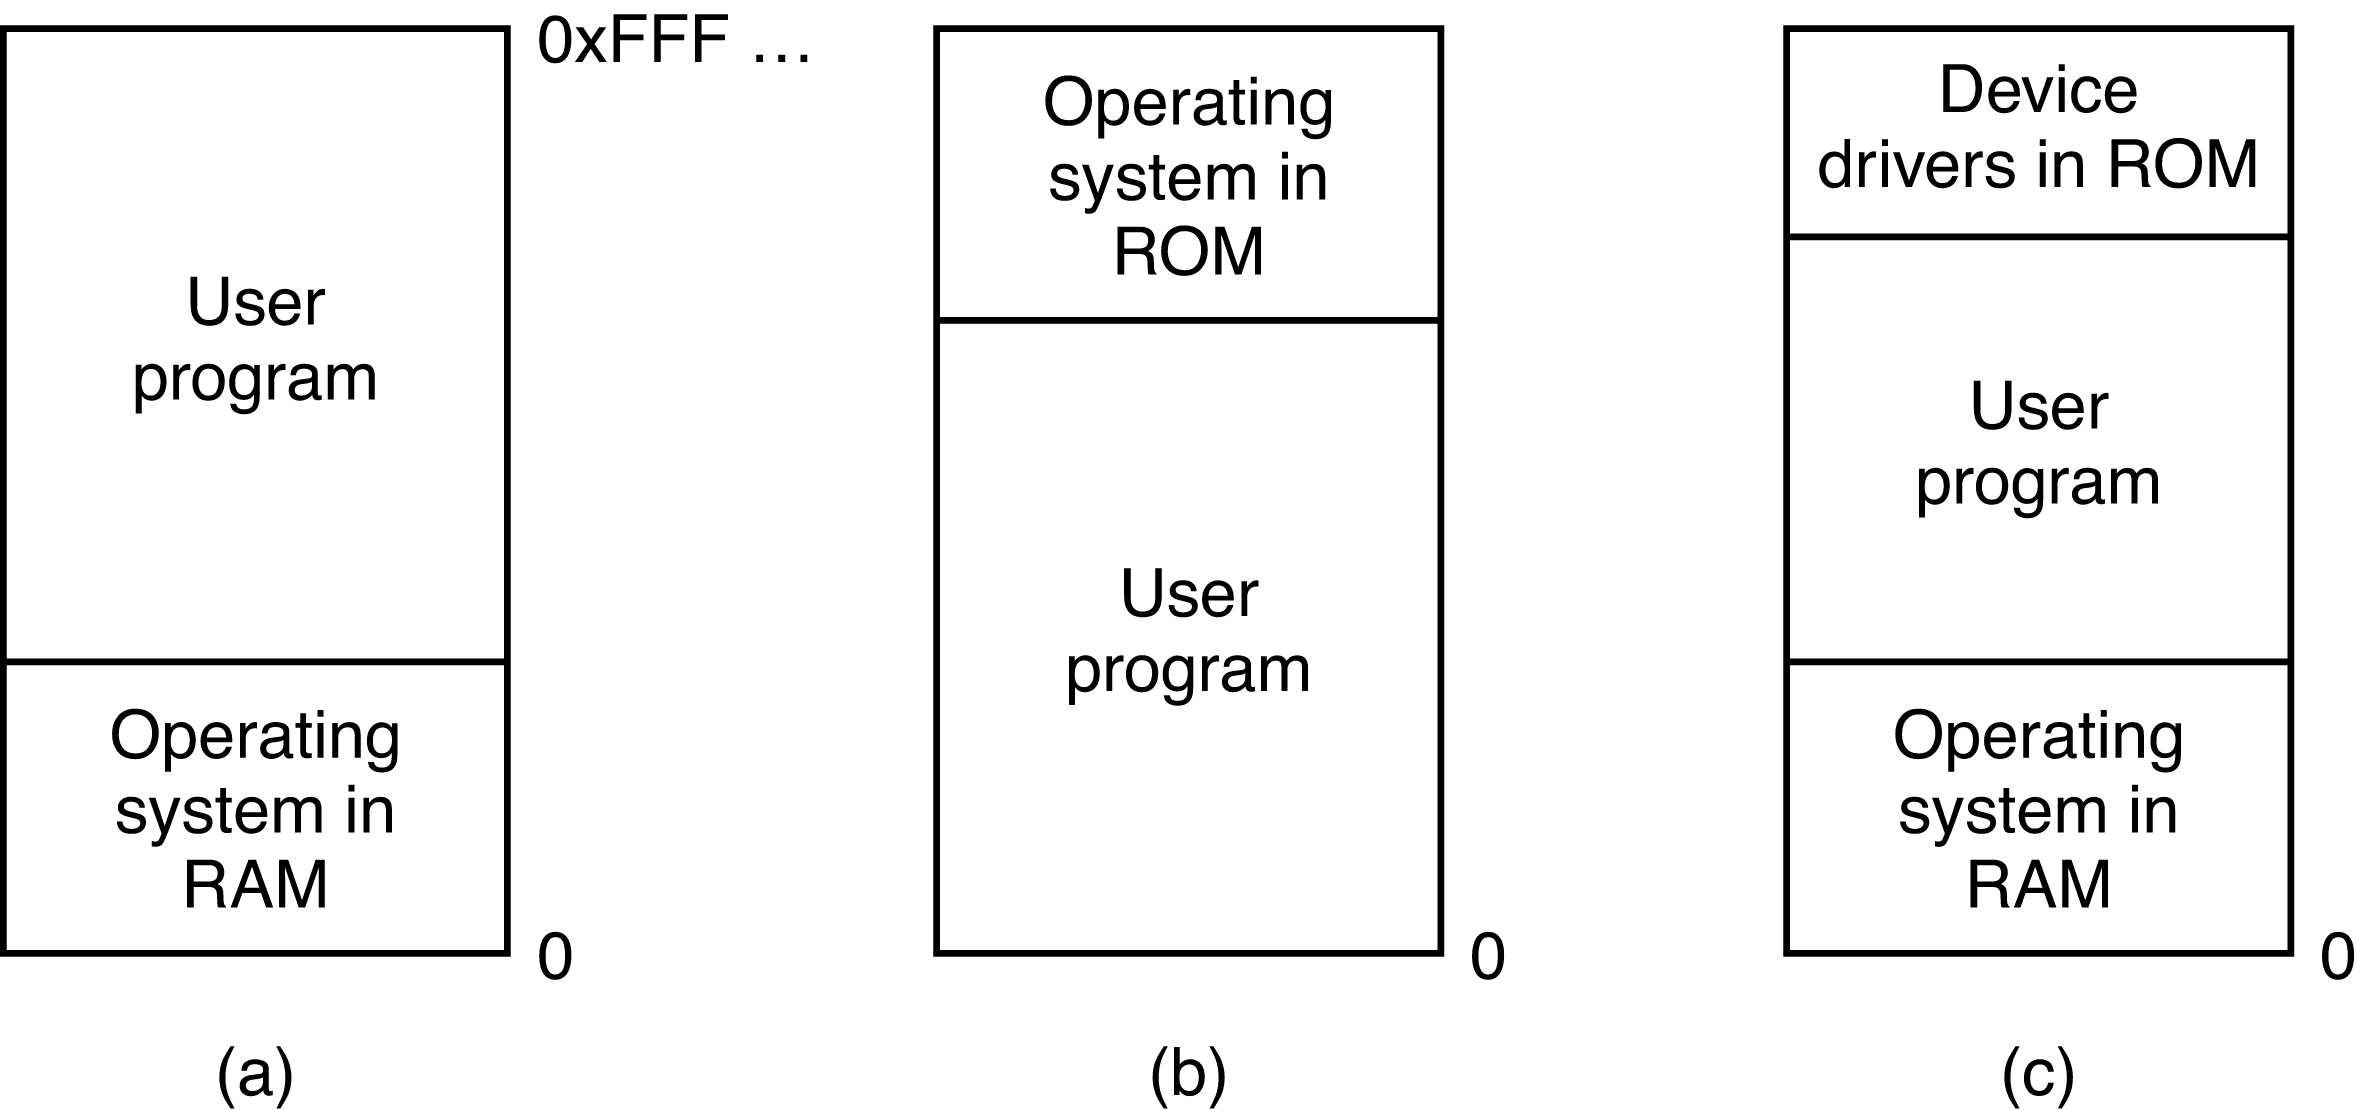 0xFFF …
User
program
Operating
system in
RAM
0
(a)
Operating
system in
ROM
User
program
0
(b)
Device
drivers in ROM
User
program
Operating
system in
RAM
0
(c)